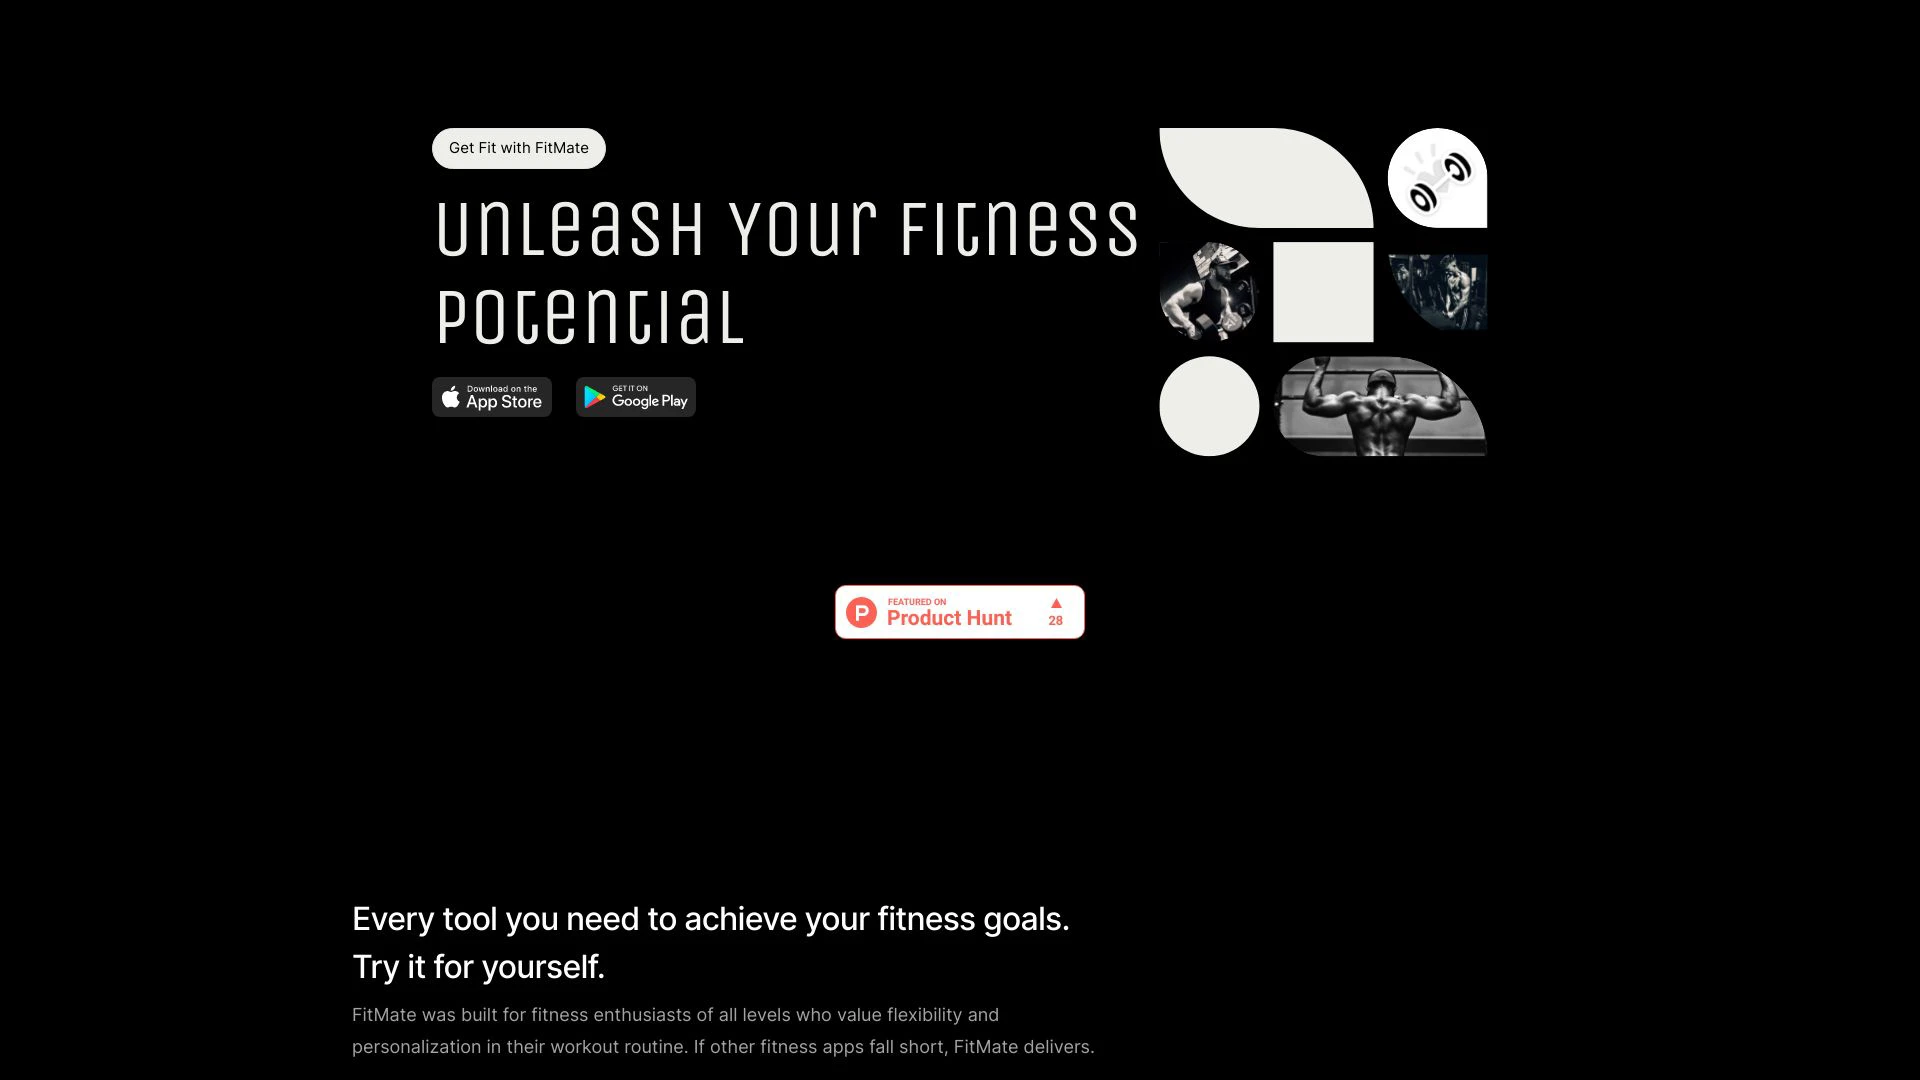 Get Fit with FitMate
Unleash Your Fitness
Potential
Download on the
App Store
GET IT ON
Google Play
FEATURED ON
Product Hunt
28
Every tool you need to achieve your fitness goals.
Try it for yourself.
FitMate was built for fitness enthusiasts of all levels who value flexibility and
personalization in their workout routine. If other fitness apps fall short, FitMate delivers.